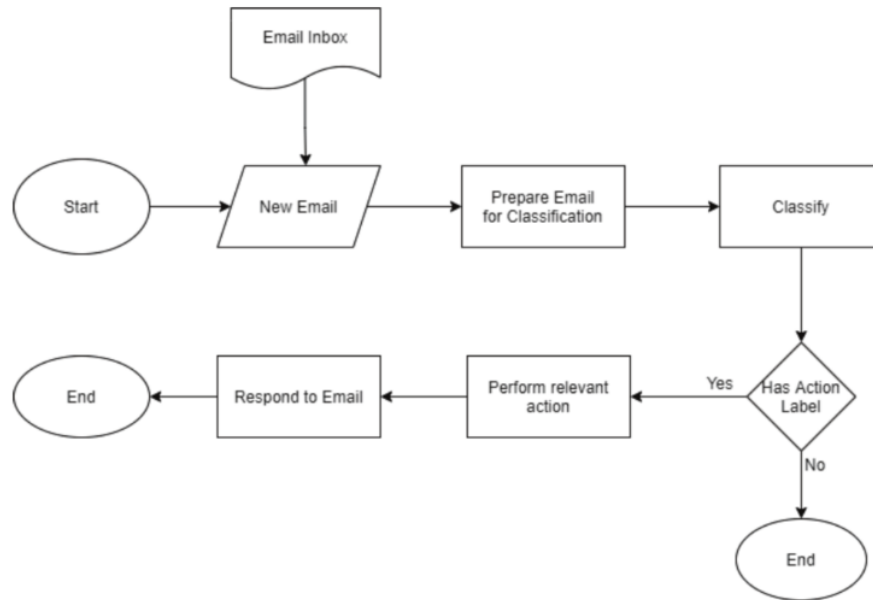 Email Inbox
Start
New Email
Prepare Email
for Classification
Classify
End
Respond to Email
Perform relevant
action
Yes
Has Action
Label
No
End